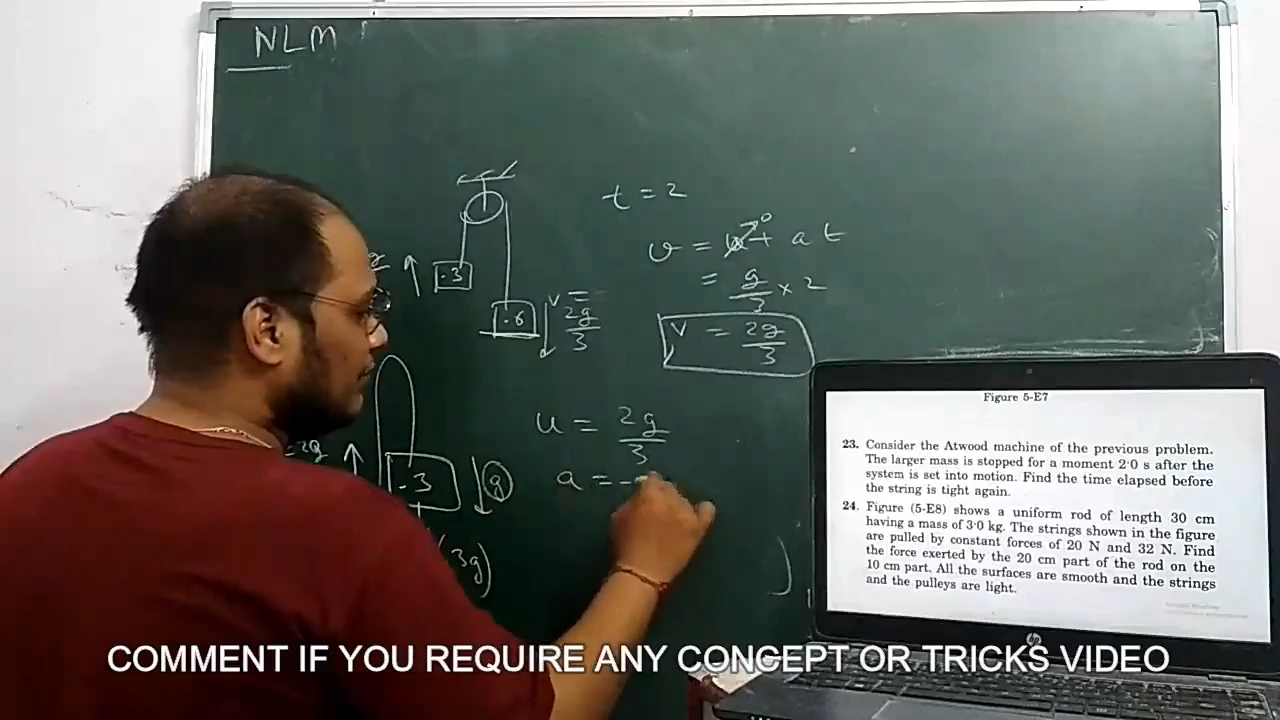 NLM
t = 2
v = u⁰ + at
= g/3 × 2
v = 2g/3
.3
.6
v = 2g/3
u = 2g/3
a = -
.3
g
Figure 5-E7
23. Consider the Atwood machine of the previous problem.
The larger mass is stopped for a moment 2·0 s after the
system is set into motion. Find the time elapsed before
the string is tight again.
24. Figure (5-E8) shows a uniform rod of length 30 cm
having a mass of 3·0 kg. The strings shown in the figure
are pulled by constant forces of 20 N and 32 N. Find
the force exerted by the 20 cm part of the rod on the
10 cm part. All the surfaces are smooth and the strings
and the pulleys are light.
hp
COMMENT IF YOU REQUIRE ANY CONCEPT OR TRICKS VIDEO